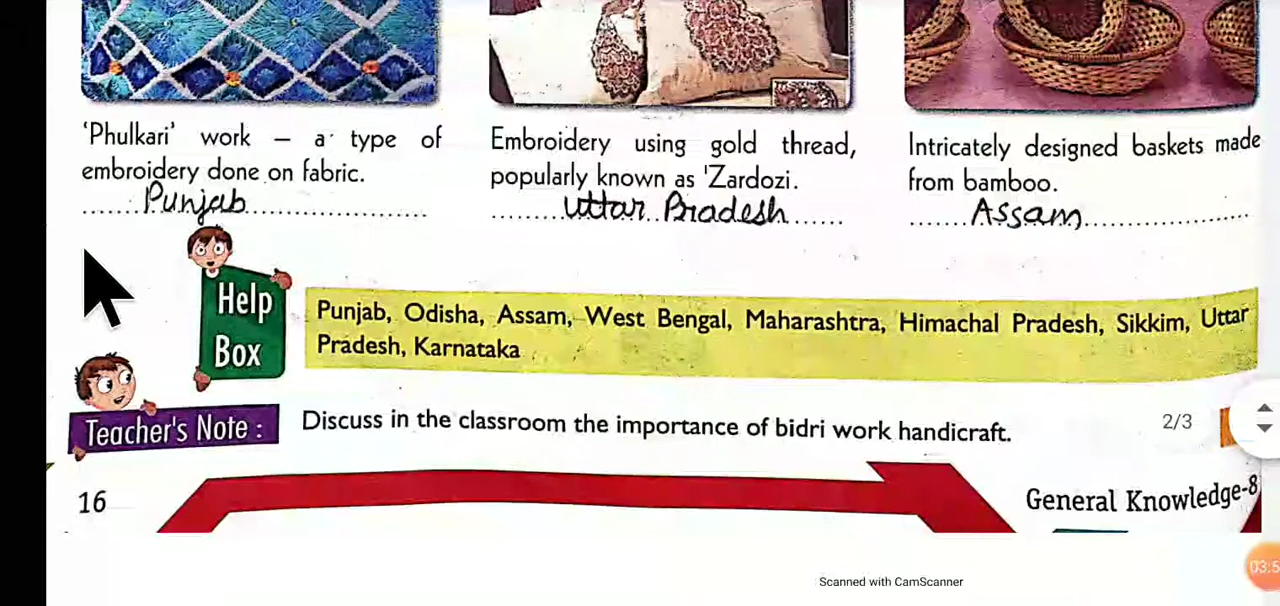 'Phulkari' work – a type of
embroidery done on fabric.
Punjab
Embroidery using gold thread,
popularly known as 'Zardozi.
Uttar Pradesh
Intricately designed baskets made
from bamboo.
Assam
Help
Box
Punjab, Odisha, Assam, West Bengal, Maharashtra, Himachal Pradesh, Sikkim, Uttar
Pradesh, Karnataka
Teacher's Note :
Discuss in the classroom the importance of bidri work handicraft.
2/3
16
General Knowledge-8
Scanned with CamScanner